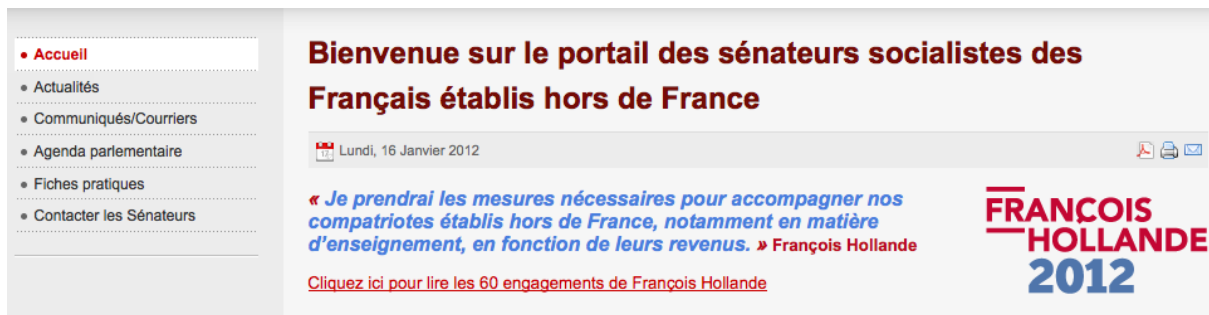 Accueil
Actualités
Communiqués/Courriers
Agenda parlementaire
Fiches pratiques
Contacter les Sénateurs
Bienvenue sur le portail des sénateurs socialistes des
Français établis hors de France
Lundi, 16 Janvier 2012
« Je prendrai les mesures nécessaires pour accompagner nos
compatriotes établis hors de France, notamment en matière
d'enseignement, en fonction de leurs revenus. » François Hollande
Cliquez ici pour lire les 60 engagements de François Hollande
FRANÇOIS
HOLLANDE
2012